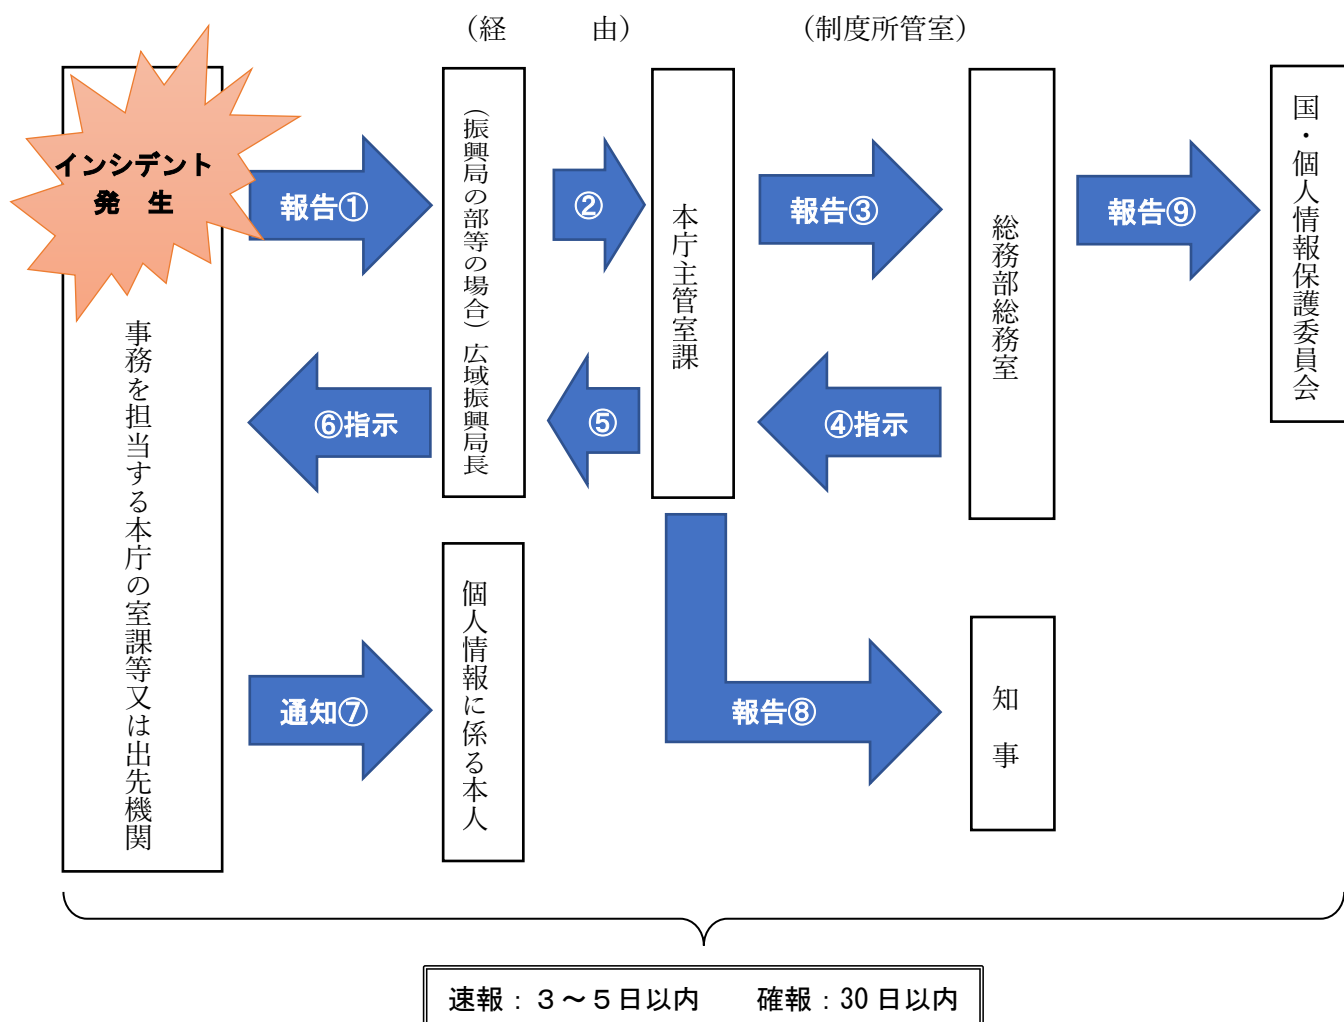 （経　　由）
（制度所管室）
インシデント
発　生
事務を担当する本庁の室課等又は出先機関
報告①
（振興局の部等の場合）広域振興局長
②
本庁主管室課
報告③
総務部総務室
報告⑨
国・個人情報保護委員会
④指示
⑤
⑥指示
通知⑦
個人情報に係る本人
報告⑧
知　事
速報：３～５日以内　　確報：30日以内